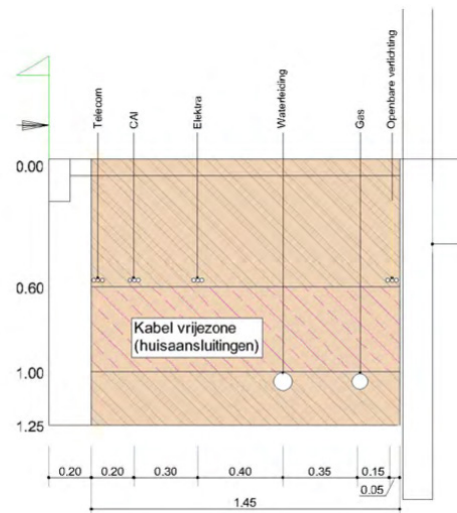 Telecom
CAI
Elektra
Waterleiding
Gas
Openbare verlichting
0.00
0.60
Kabel vrijezone
(huisaansluitingen)
1.00
1.25
0.20
0.20
0.30
0.40
0.35
0.15
0.05
1.45